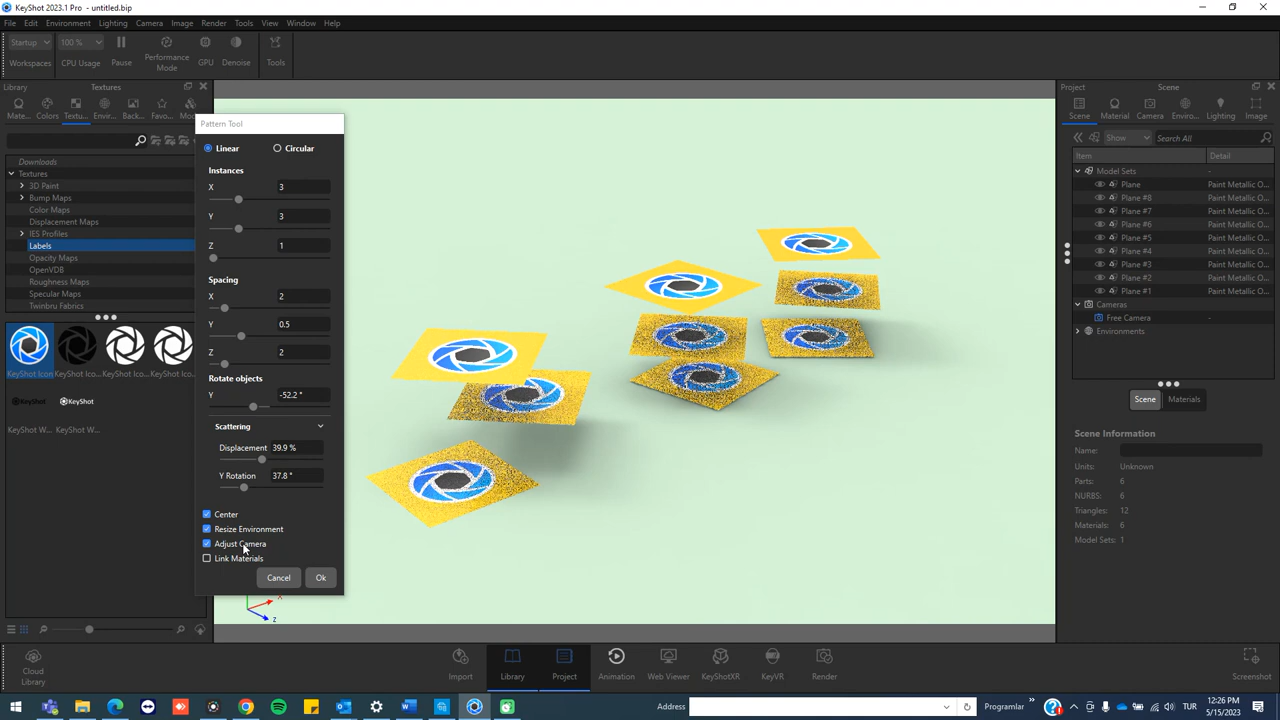 KeyShot 2023.1 Pro - untitled.bip
File Edit Environment Lighting Camera Image Render Tools View Window Help
Startup 100 %
Workspaces CPU Usage Pause Performance Mode GPU Denoise Tools
Library Textures
Mate... Colors Textu... Envir... Back... Favo... Mo
Downloads
Textures
3D Paint
Bump Maps
Color Maps
Displacement Maps
IES Profiles
Labels
Opacity Maps
OpenVDB
Roughness Maps
Specular Maps
Twinbru Fabrics
KeyShot Icon KeyShot Ico... KeyShot Ico... KeyShot Ico...
KeyShot KeyShot
KeyShot W... KeyShot W...
Cloud Library
Pattern Tool
Linear Circular
Instances
X 3
Y 3
Z 1
Spacing
X 2
Y 0.5
Z 2
Rotate objects
Y -52.2 °
Scattering
Displacement 39.9 %
Y Rotation 37.8 °
Center
Resize Environment
Adjust Camera
Link Materials
Cancel Ok
X
Z
Project Scene
Scene Material Camera Enviro... Lighting Image
Show Search All
Item Detail
Model Sets -
Plane Paint Metallic O...
Plane #8 Paint Metallic O...
Plane #7 Paint Metallic O...
Plane #6 Paint Metallic O...
Plane #5 Paint Metallic O...
Plane #4 Paint Metallic O...
Plane #3 Paint Metallic O...
Plane #2 Paint Metallic O...
Plane #1 Paint Metallic O...
Cameras
Free Camera -
Environments
Scene Materials
Scene Information
Name:
Units: Unknown
Parts: 6
NURBS: 6
Triangles: 12
Materials: 6
Model Sets: 1
Import Library Project Animation Web Viewer KeyShotXR KeyVR Render Screenshot
Address Programlar TUR 12:26 PM
5/15/2023